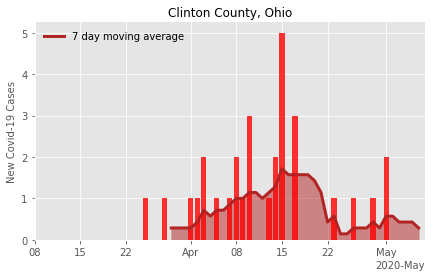 Clinton County, Ohio
7 day moving average
New Covid-19 Cases
5
4
3
2
1
0
08 15 22 Apr 08 15 22 May
2020-May